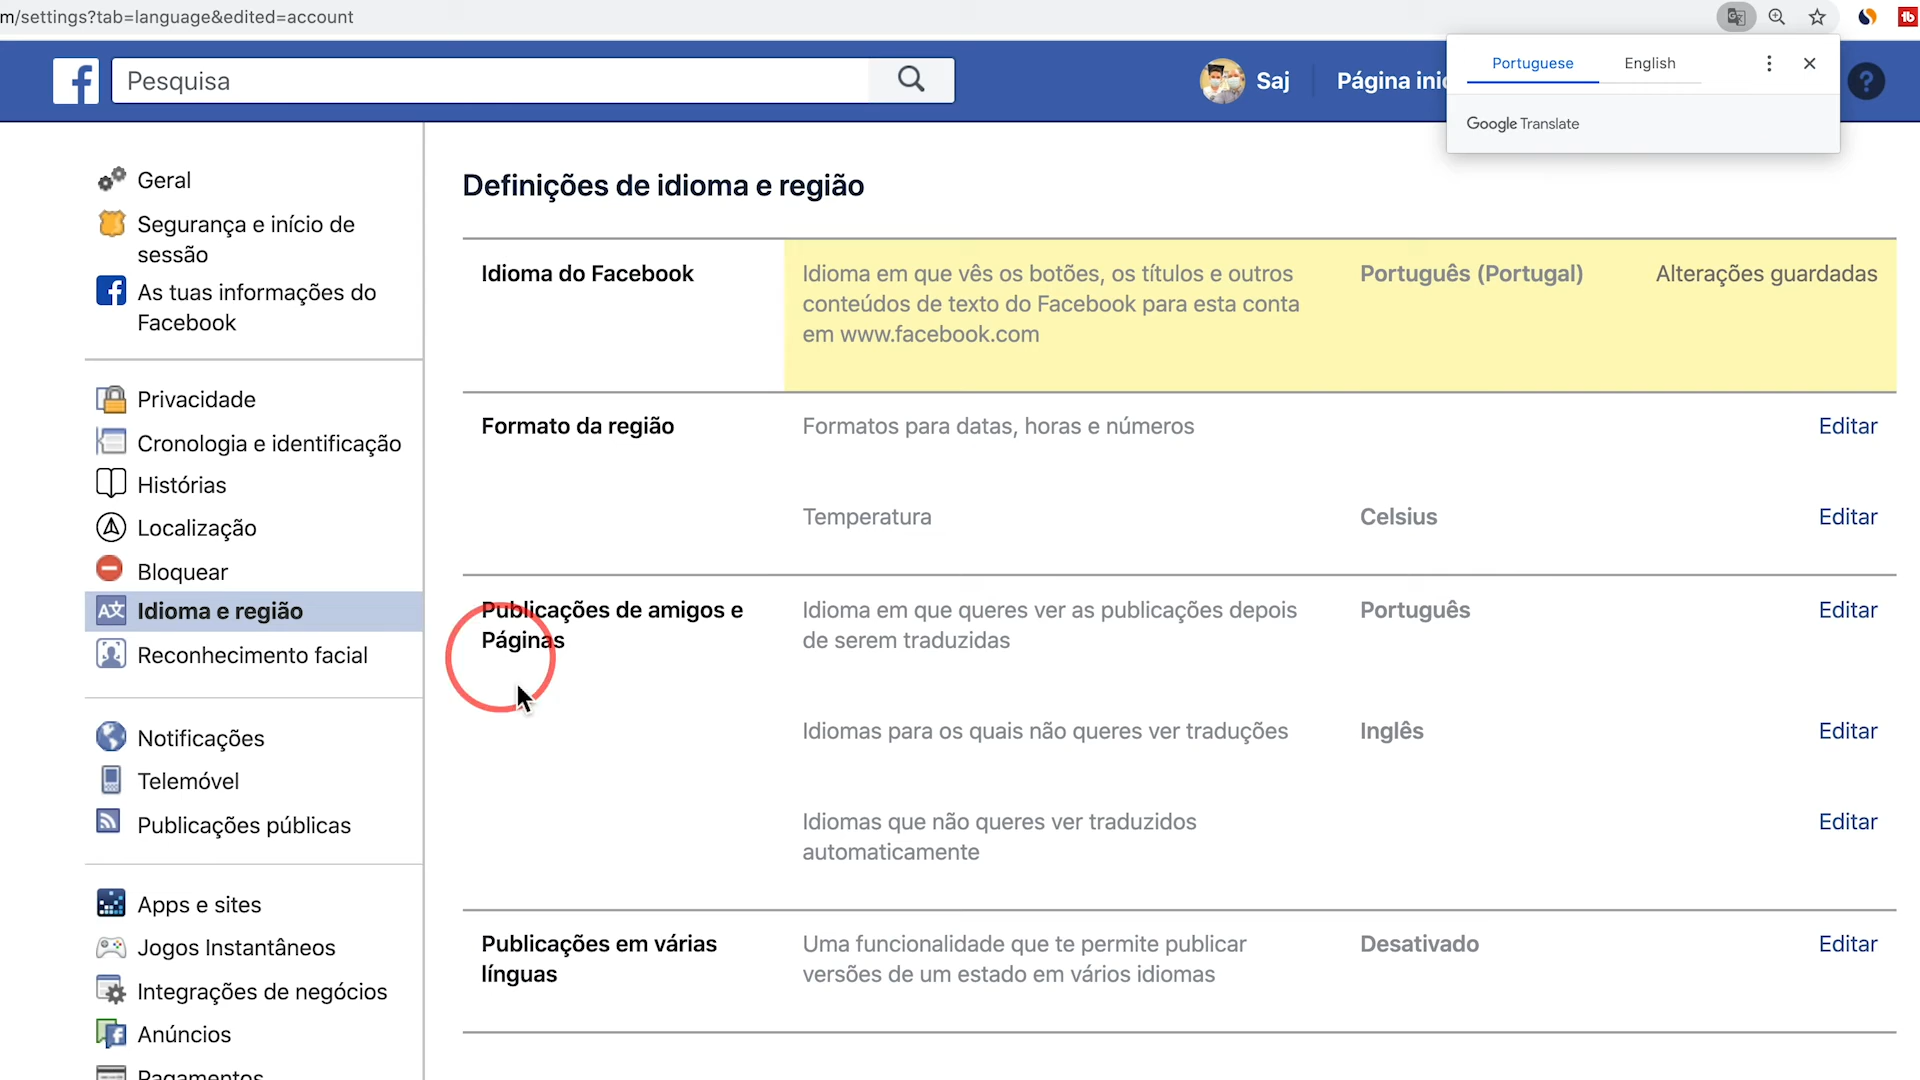 m/settings?tab=language&edited=account
Pesquisa
Saj
Página inic
Portuguese
English
Google Translate
Geral
Segurança e início de
sessão
As tuas informações do
Facebook
Privacidade
Cronologia e identificação
Histórias
Localização
Bloquear
Idioma e região
Reconhecimento facial
Notificações
Telemóvel
Publicações públicas
Apps e sites
Jogos Instantâneos
Integrações de negócios
Anúncios
Pagamentos
Definições de idioma e região
Idioma do Facebook
Idioma em que vês os botões, os títulos e outros
conteúdos de texto do Facebook para esta conta
em www.facebook.com
Português (Portugal)
Alterações guardadas
Formato da região
Formatos para datas, horas e números
Editar
Temperatura
Celsius
Editar
Publicações de amigos e
Páginas
Idioma em que queres ver as publicações depois
de serem traduzidas
Português
Editar
Idiomas para os quais não queres ver traduções
Inglês
Editar
Idiomas que não queres ver traduzidos
automaticamente
Editar
Publicações em várias
línguas
Uma funcionalidade que te permite publicar
versões de um estado em vários idiomas
Desativado
Editar